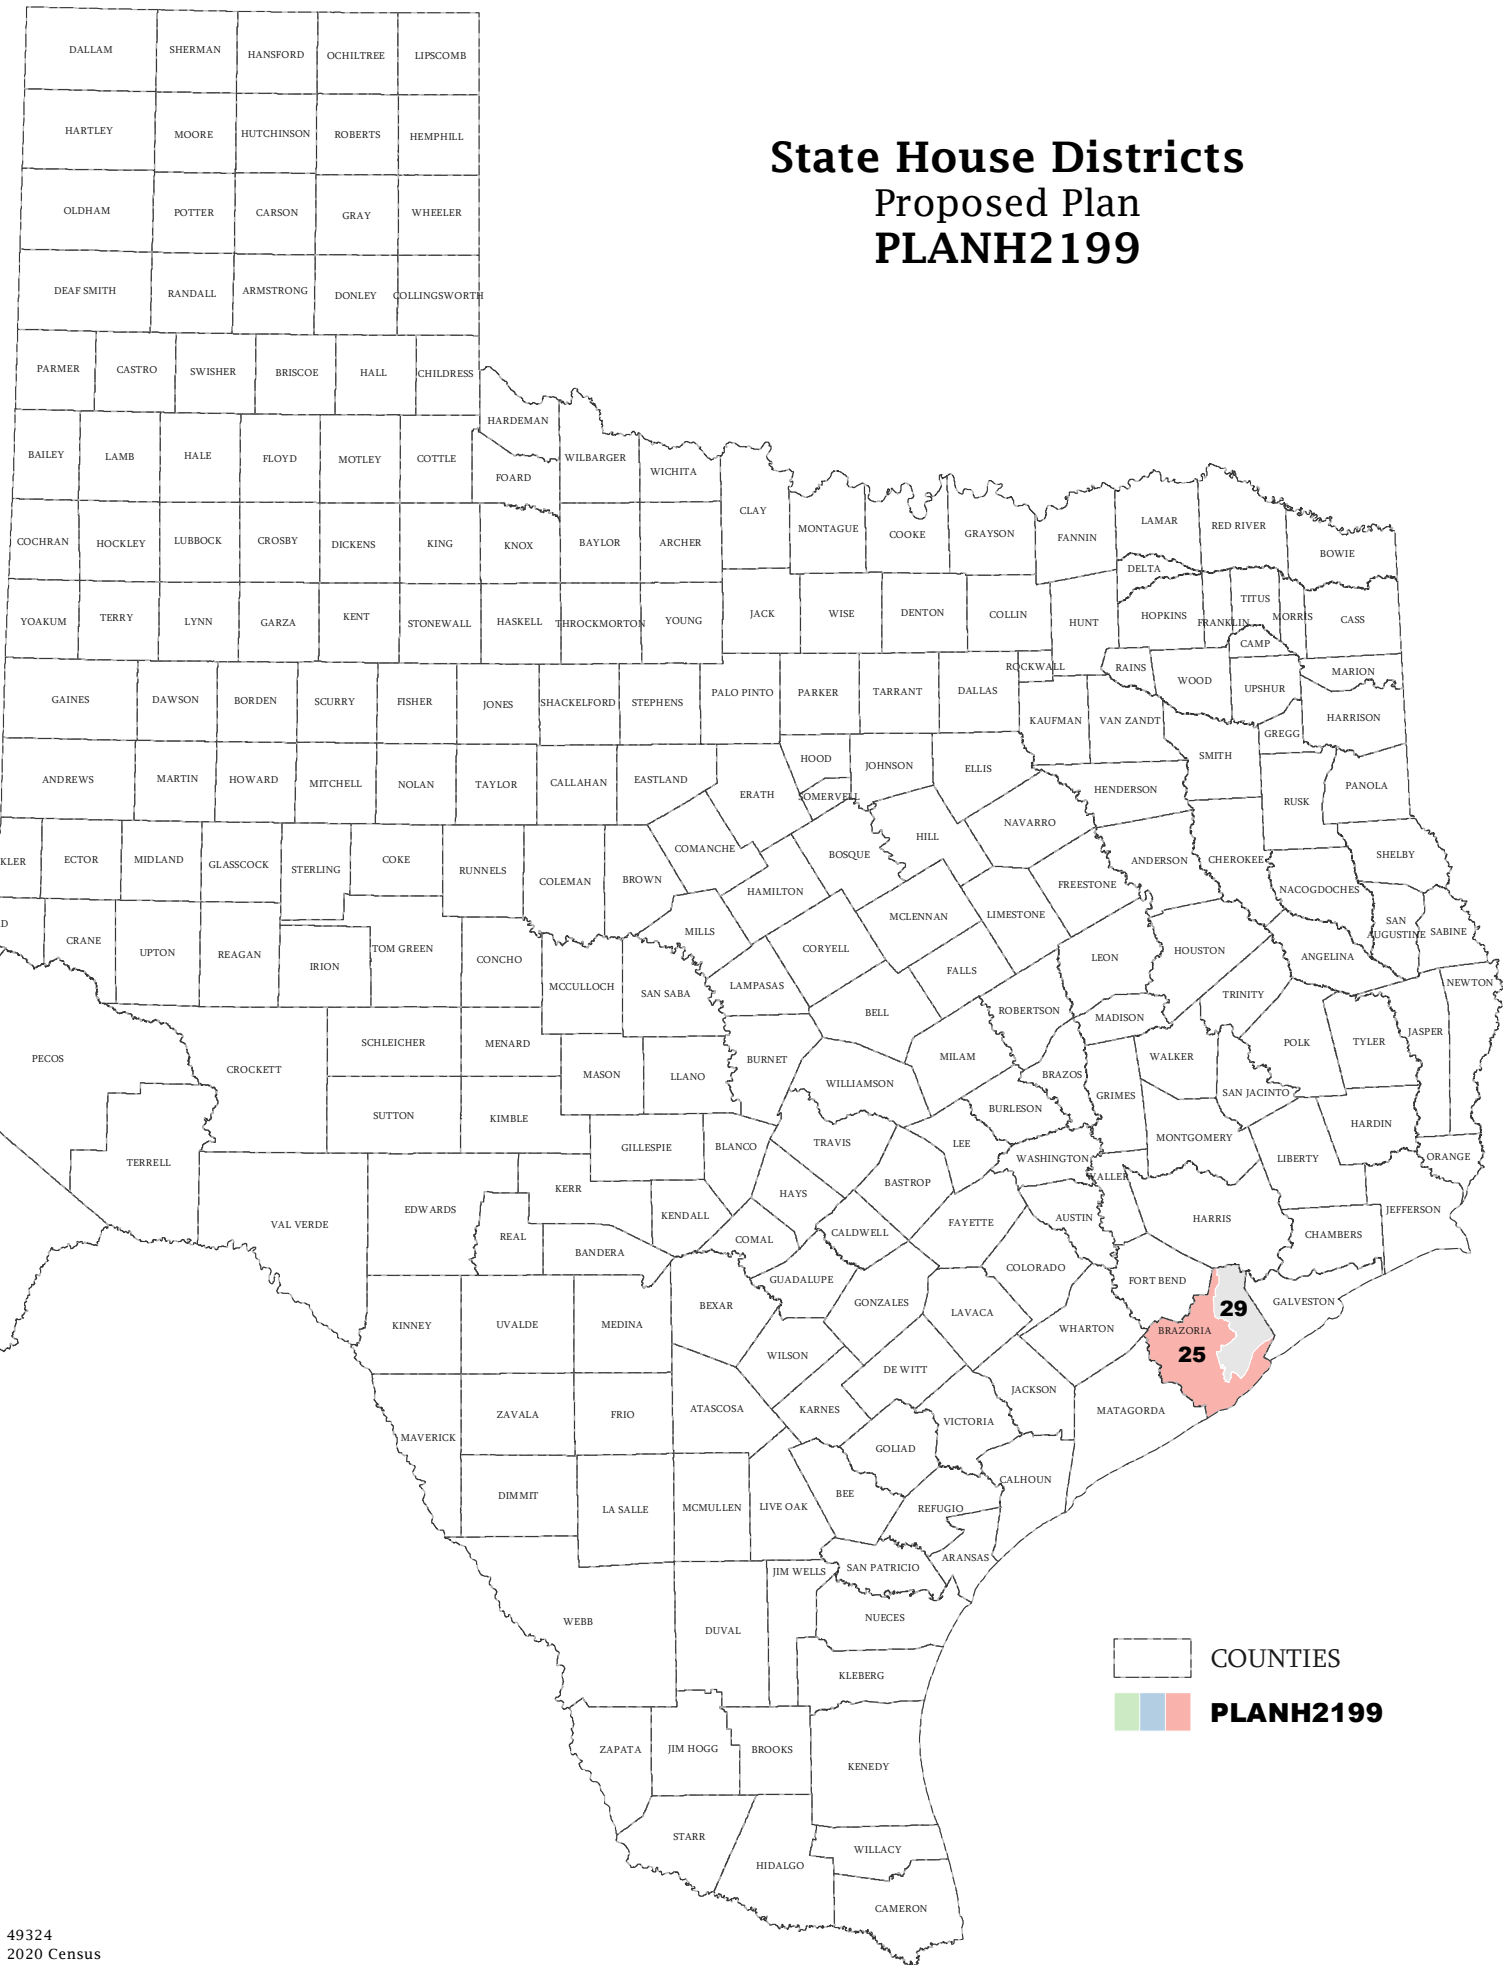 State House Districts
Proposed Plan
PLANH2199
DALLAM
SHERMAN
HANSFORD
OCHILTREE
LIPSCOMB
HARTLEY
MOORE
HUTCHINSON
ROBERTS
HEMPHILL
OLDHAM
POTTER
CARSON
GRAY
WHEELER
DEAF SMITH
RANDALL
ARMSTRONG
DONLEY
COLLINGSWORTH
PARMER
CASTRO
SWISHER
BRISCOE
HALL
CHILDRESS
HARDEMAN
BAILEY
LAMB
HALE
FLOYD
MOTLEY
COTTLE
FOARD
WILBARGER
WICHITA
CLAY
MONTAGUE
COOKE
GRAYSON
FANNIN
LAMAR
RED RIVER
BOWIE
DELTA
COCHRAN
HOCKLEY
LUBBOCK
CROSBY
DICKENS
KING
KNOX
BAYLOR
ARCHER
YOAKUM
TERRY
LYNN
GARZA
KENT
STONEWALL
HASKELL
THROCKMORTON
YOUNG
JACK
WISE
DENTON
COLLIN
HUNT
HOPKINS
FRANKLIN
TITUS
MORRIS
CASS
CAMP
ROCKWALL
RAINS
WOOD
UPSHUR
MARION
GAINES
DAWSON
BORDEN
SCURRY
FISHER
JONES
SHACKELFORD
STEPHENS
PALO PINTO
PARKER
TARRANT
DALLAS
KAUFMAN
VAN ZANDT
GREGG
HARRISON
SMITH
ANDREWS
MARTIN
HOWARD
MITCHELL
NOLAN
TAYLOR
CALLAHAN
EASTLAND
ERATH
HOOD
SOMERVELL
JOHNSON
ELLIS
HENDERSON
RUSK
PANOLA
KLER
ECTOR
MIDLAND
GLASSCOCK
STERLING
COKE
RUNNELS
COLEMAN
BROWN
COMANCHE
HAMILTON
BOSQUE
HILL
NAVARRO
ANDERSON
CHEROKEE
NACOGDOCHES
SHELBY
D
CRANE
UPTON
REAGAN
IRION
TOM GREEN
CONCHO
MCCULLOCH
SAN SABA
MILLS
LAMPASAS
CORYELL
MCLENNAN
LIMESTONE
FREESTONE
FALLS
LEON
HOUSTON
ANGELINA
SAN
AUGUSTINE
SABINE
NEWTON
PECOS
CROCKETT
SCHLEICHER
MENARD
MASON
LLANO
BURNET
BELL
MILAM
ROBERTSON
MADISON
TRINITY
POLK
TYLER
JASPER
WILLIAMSON
BRAZOS
GRIMES
WALKER
SAN JACINTO
HARDIN
TERRELL
SUTTON
KIMBLE
GILLESPIE
BLANCO
TRAVIS
LEE
BURLESON
WASHINGTON
MONTGOMERY
LIBERTY
ORANGE
VAL VERDE
EDWARDS
KERR
REAL
BANDERA
KENDALL
HAYS
COMAL
CALDWELL
BASTROP
FAYETTE
AUSTIN
WALLER
HARRIS
CHAMBERS
JEFFERSON
KINNEY
UVALDE
MEDINA
BEXAR
GUADALUPE
GONZALES
LAVACA
COLORADO
FORT BEND
GALVESTON
29
BRAZORIA
25
WHARTON
WILSON
DE WITT
JACKSON
MATAGORDA
MAVERICK
ZAVALA
FRIO
ATASCOSA
KARNES
GOLIAD
VICTORIA
CALHOUN
DIMMIT
LA SALLE
MCMULLEN
LIVE OAK
BEE
REFUGIO
ARANSAS
SAN PATRICIO
JIM WELLS
NUECES
WEBB
DUVAL
KLEBERG
ZAPATA
JIM HOGG
BROOKS
KENEDY
STARR
HIDALGO
WILLACY
CAMERON
COUNTIES
PLANH2199
49324
2020 Census